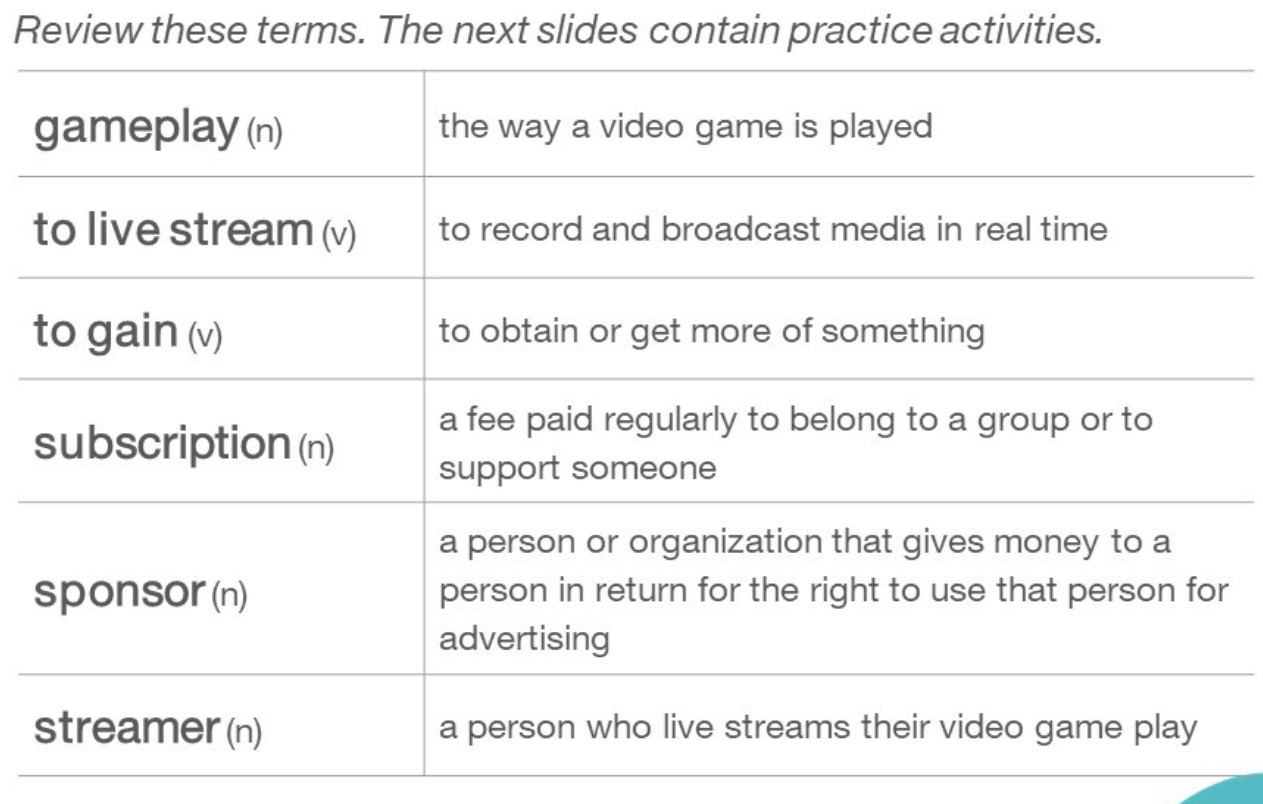 Review these terms. The next slides contain practice activities.
gameplay (n)
the way a video game is played
to live stream (v)
to record and broadcast media in real time
to gain (v)
to obtain or get more of something
subscription (n)
a fee paid regularly to belong to a group or to
support someone
sponsor (n)
a person or organization that gives money to a
person in return for the right to use that person for
advertising
streamer (n)
a person who live streams their video game play